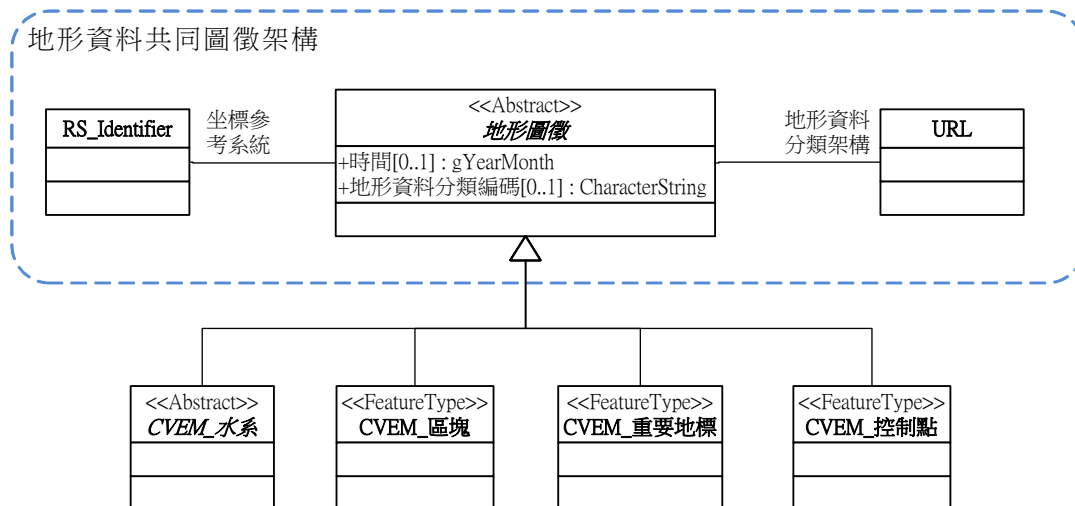 地形資料共同圖徵架構
RS_Identifier
坐標參
考系統
<<Abstract>>
地形圖徵
+時間[0..1] : gYearMonth
+地形資料分類編碼[0..1] : CharacterString
地形資料
分類架構
URL
<<Abstract>>
CVEM_水系
<<FeatureType>>
CVEM_區塊
<<FeatureType>>
CVEM_重要地標
<<FeatureType>>
CVEM_控制點